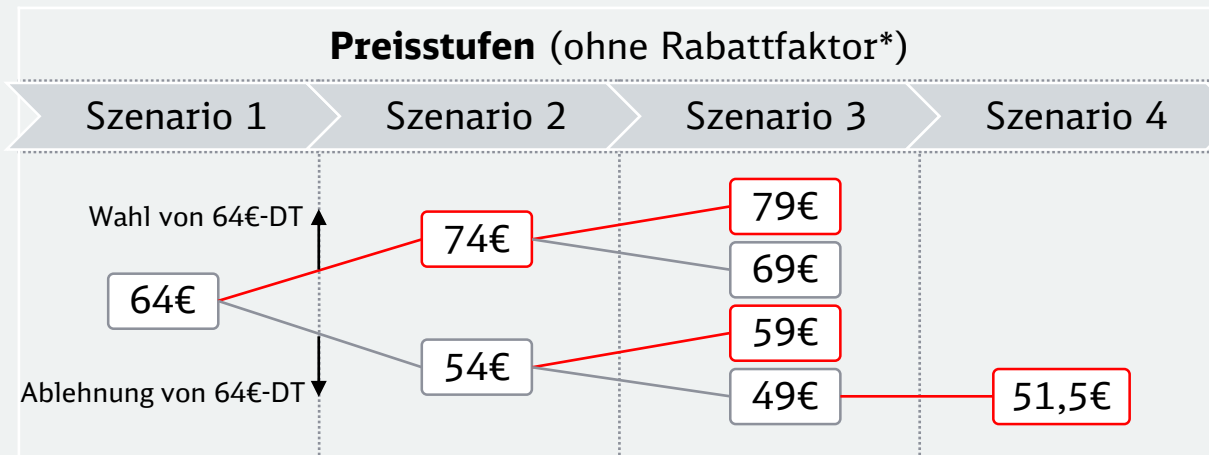 Preisstufen (ohne Rabattfaktor*)
Szenario 1 Szenario 2 Szenario 3 Szenario 4
79€
Wahl von 64€-DT
74€
69€
64€
59€
54€
Ablehnung von 64€-DT
49€ 51,5€